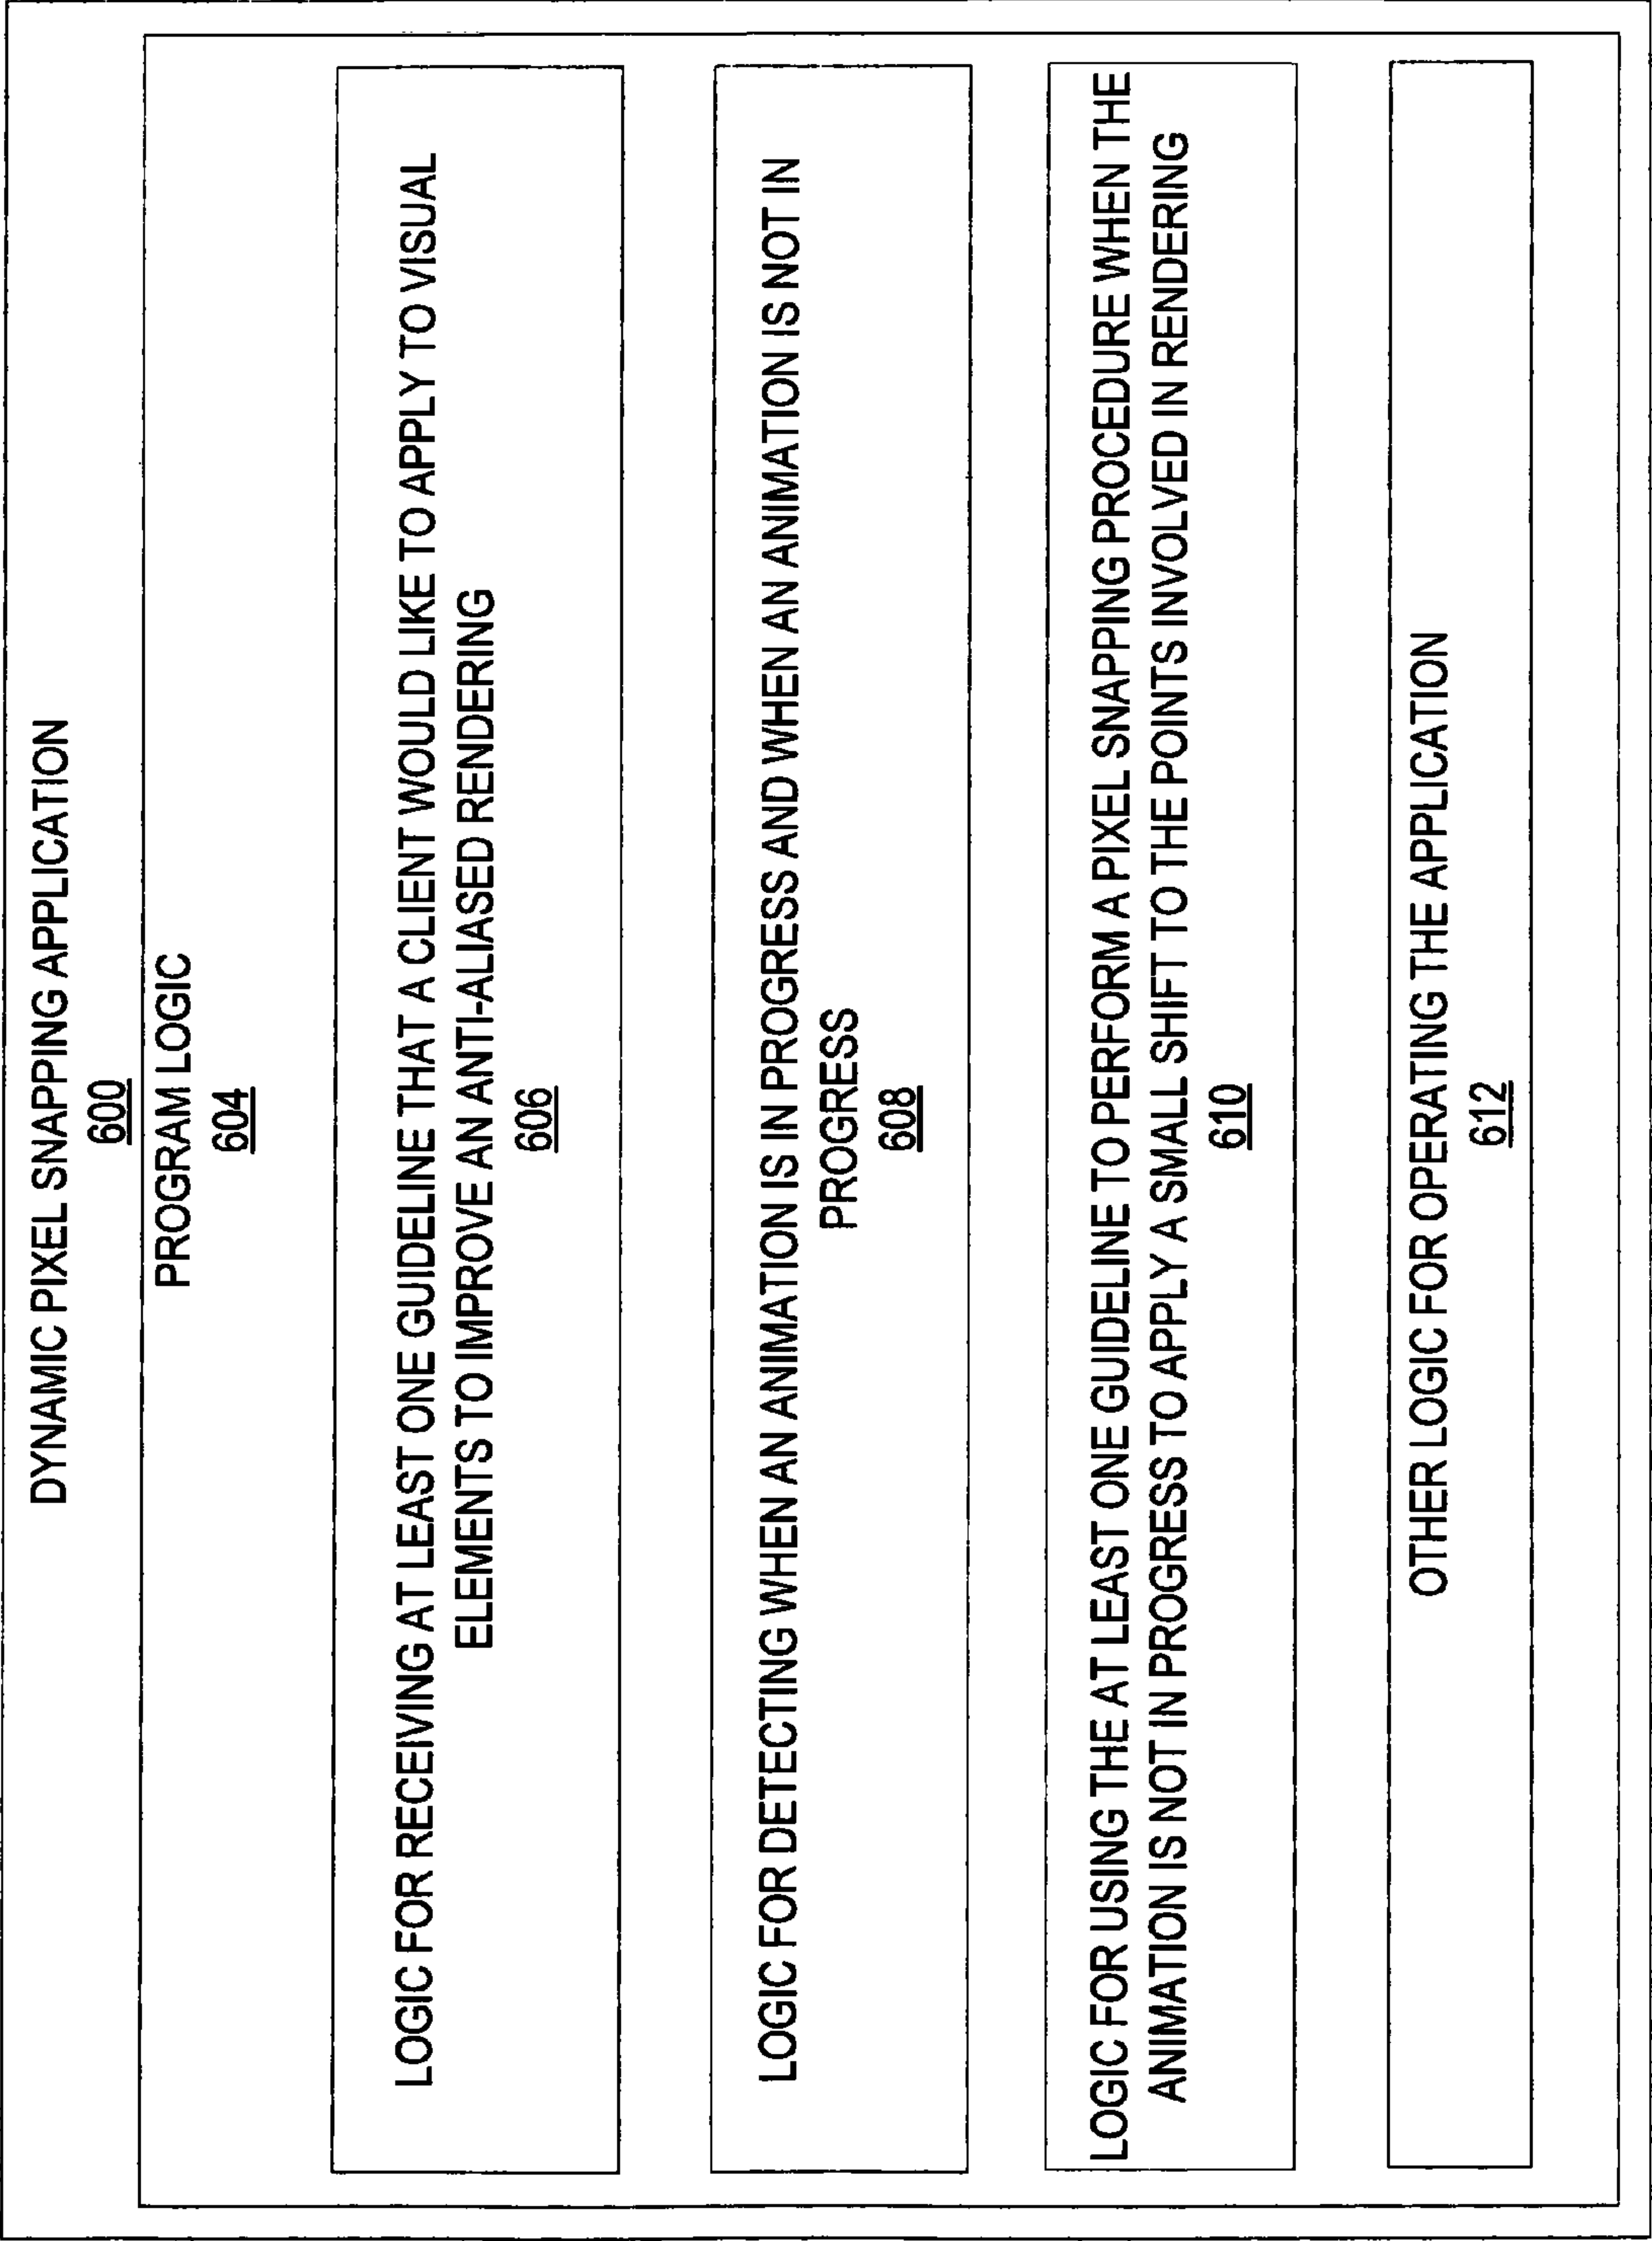 DYNAMIC PIXEL SNAPPING APPLICATION
600
PROGRAM LOGIC
604
LOGIC FOR RECEIVING AT LEAST ONE GUIDELINE THAT A CLIENT WOULD LIKE TO APPLY TO VISUAL
ELEMENTS TO IMPROVE AN ANTI-ALIASED RENDERING
606
LOGIC FOR DETECTING WHEN AN ANIMATION IS IN PROGRESS AND WHEN AN ANIMATION IS NOT IN
PROGRESS
608
LOGIC FOR USING THE AT LEAST ONE GUIDELINE TO PERFORM A PIXEL SNAPPING PROCEDURE WHEN THE
ANIMATION IS NOT IN PROGRESS TO APPLY A SMALL SHIFT TO THE POINTS INVOLVED IN RENDERING
610
OTHER LOGIC FOR OPERATING THE APPLICATION
612